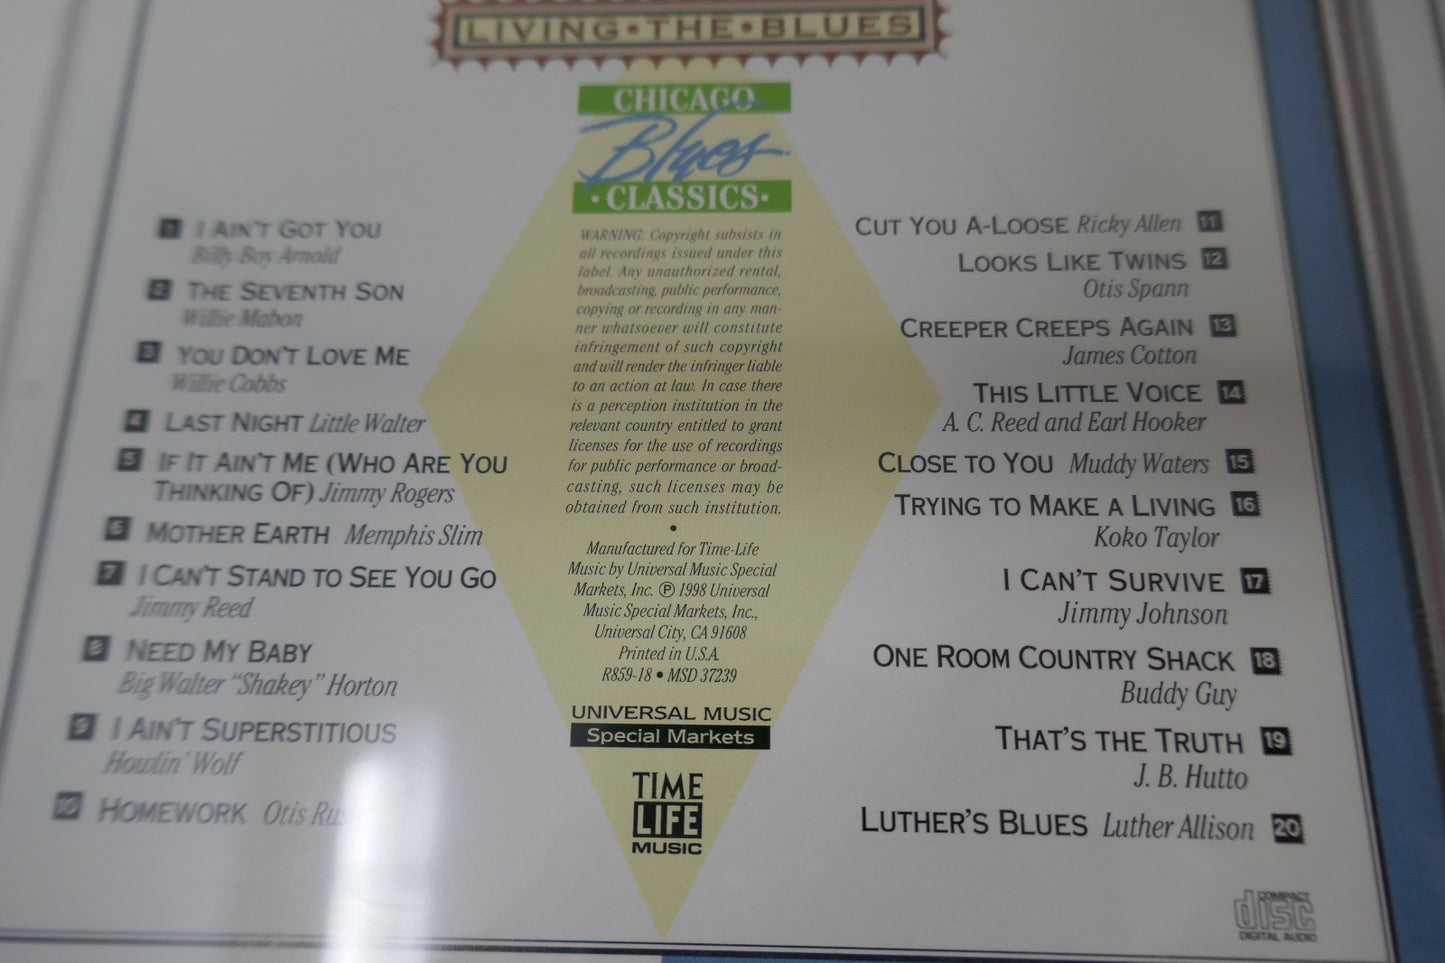 LIVING•THE•BLUES
CHICAGO
Blues
•CLASSICS•
1 I AIN'T GOT YOU
Billy Boy Arnold
2 THE SEVENTH SON
Willie Mabon
3 YOU DON'T LOVE ME
Willie Cobbs
4 LAST NIGHT Little Walter
5 IF IT AIN'T ME (WHO ARE YOU
THINKING OF) Jimmy Rogers
6 MOTHER EARTH Memphis Slim
7 I CAN'T STAND TO SEE YOU GO
Jimmy Reed
8 NEED MY BABY
Big Walter "Shakey" Horton
9 I AIN'T SUPERSTITIOUS
Howlin' Wolf
10 HOMEWORK Otis
WARNING: Copyright subsists in
all recordings issued under this
label. Any unauthorized rental,
broadcasting, public performance,
copying or recording in any man-
ner whatsoever will constitute
infringement of such copyright
and will render the infringer liable
to an action at law. In case there
is a perception institution in the
relevant country entitled to grant
licenses for the use of recordings
for public performance or broad-
casting, such licenses may be
obtained from such institution.
•
Manufactured for Time-Life
Music by Universal Music Special
Markets, Inc. ℗ 1998 Universal
Music Special Markets, Inc.,
Universal City, CA 91608
Printed in U.S.A.
R859-18 • MSD 37239
UNIVERSAL MUSIC
Special Markets
TIME
LIFE
MUSIC
CUT YOU A-LOOSE Ricky Allen 11
LOOKS LIKE TWINS 12
Otis Spann
CREEPER CREEPS AGAIN 13
James Cotton
THIS LITTLE VOICE 14
A. C. Reed and Earl Hooker
CLOSE TO YOU Muddy Waters 15
TRYING TO MAKE A LIVING 16
Koko Taylor
I CAN'T SURVIVE 17
Jimmy Johnson
ONE ROOM COUNTRY SHACK 18
Buddy Guy
THAT'S THE TRUTH 19
J. B. Hutto
LUTHER'S BLUES Luther Allison 20
COMPACT
disc
DIGITAL AUDIO